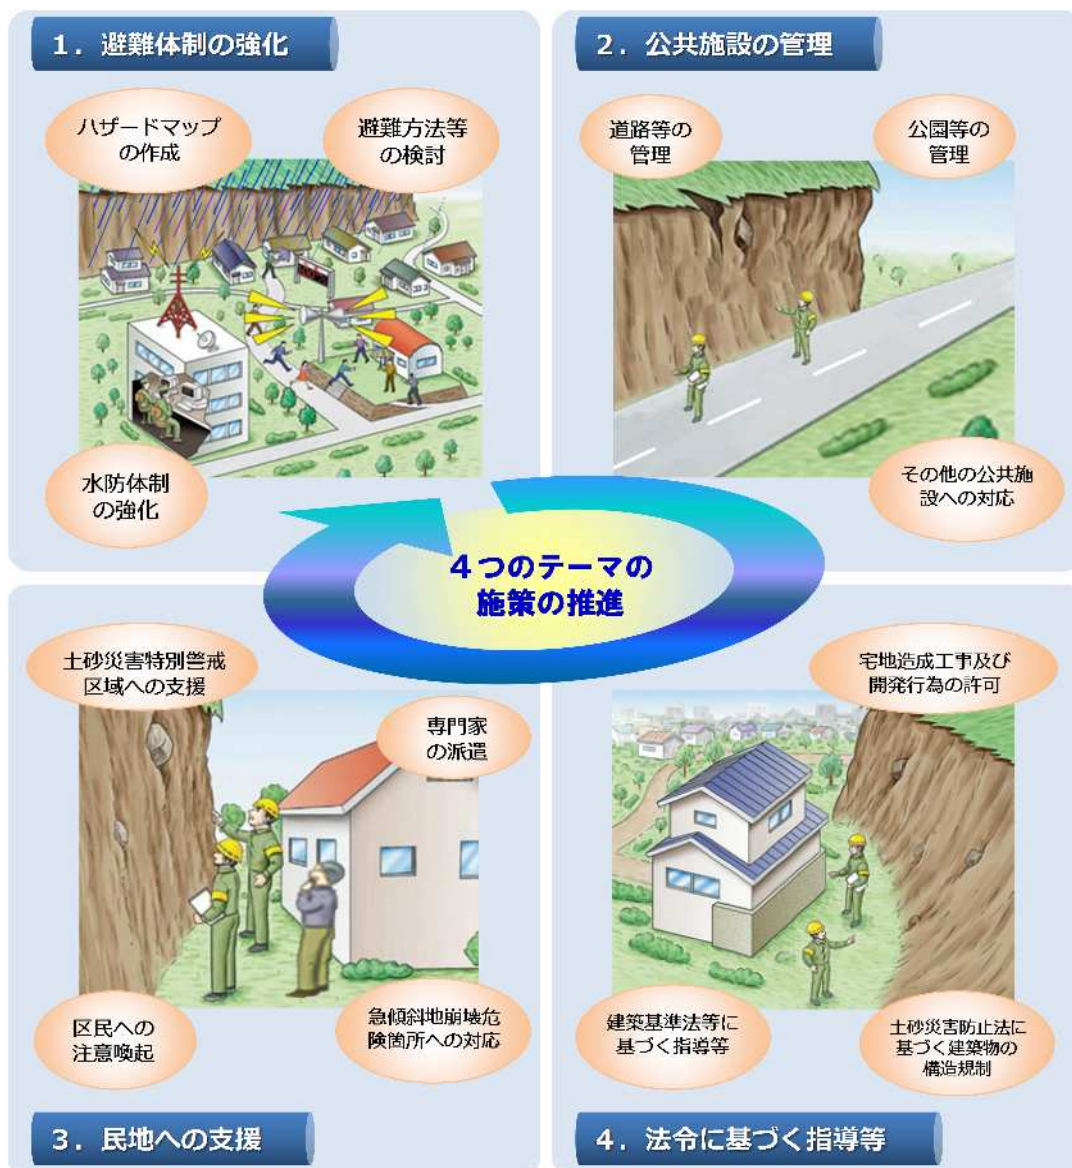 1．避難体制の強化
ハザードマップ
の作成
避難方法等
の検討
水防体制
の強化
2．公共施設の管理
道路等の
管理
公園等の
管理
その他の公共施
設への対応
4つのテーマの
施策の推進
土砂災害特別警戒
区域への支援
専門家
の派遣
区民への
注意喚起
急傾斜地崩壊危
険箇所への対応
3．民地への支援
宅地造成工事及び
開発行為の許可
建築基準法等に
基づく指導等
土砂災害防止法に
基づく建築物の
構造規制
4．法令に基づく指導等